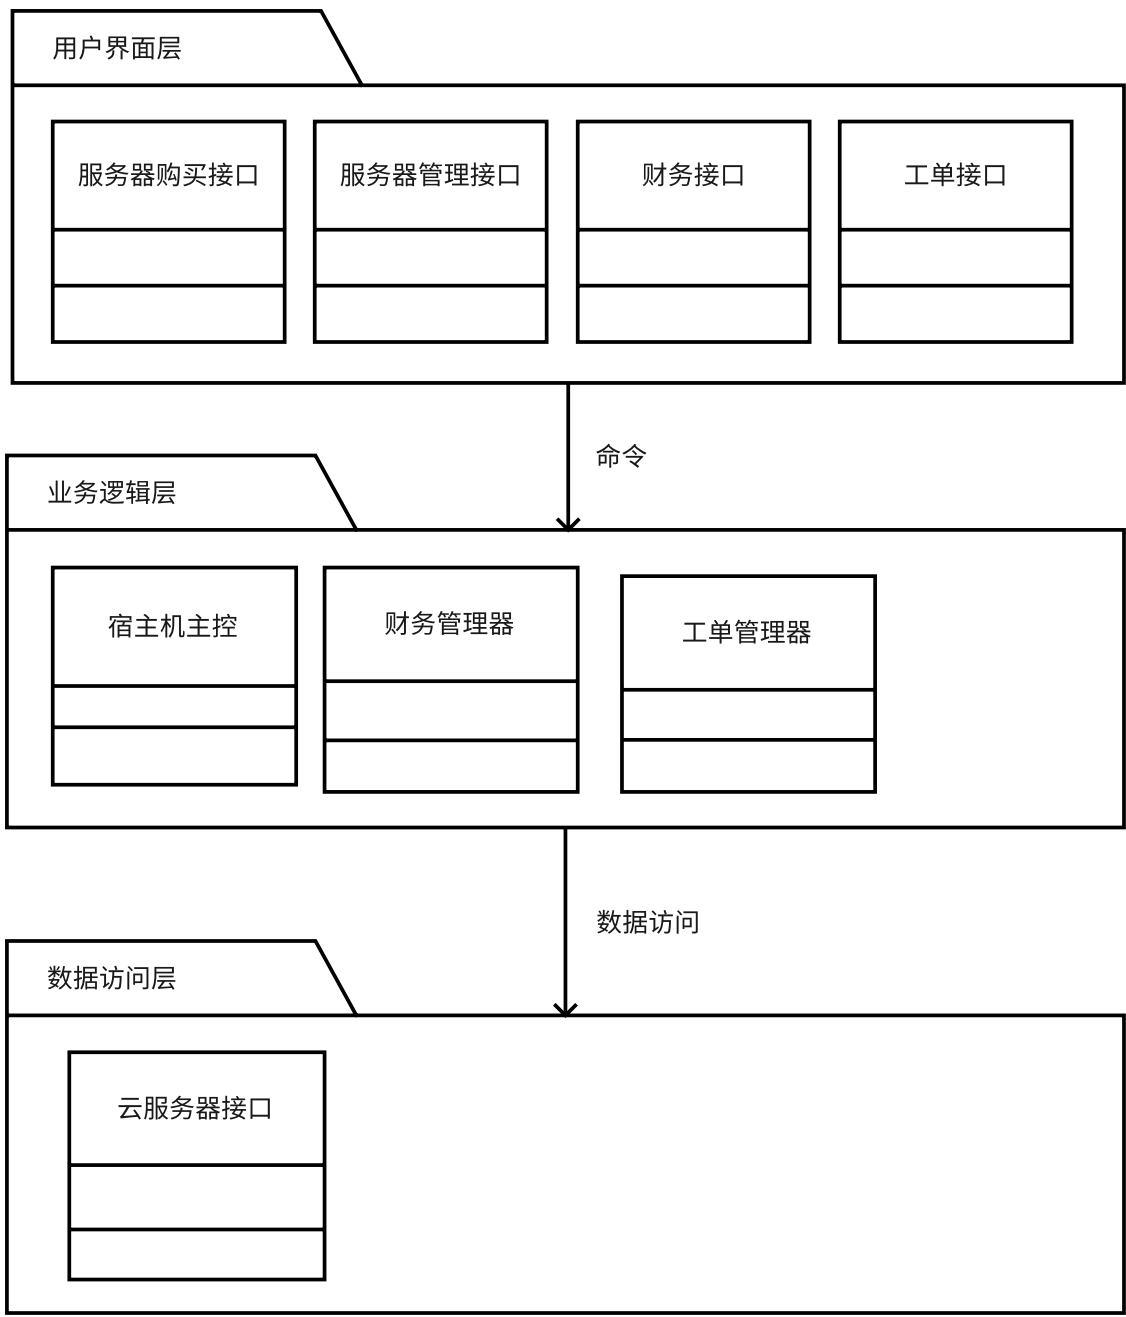 用户界面层
服务器购买接口
服务器管理接口
财务接口
工单接口
命令
业务逻辑层
宿主机主控
财务管理器
工单管理器
数据访问
数据访问层
云服务器接口